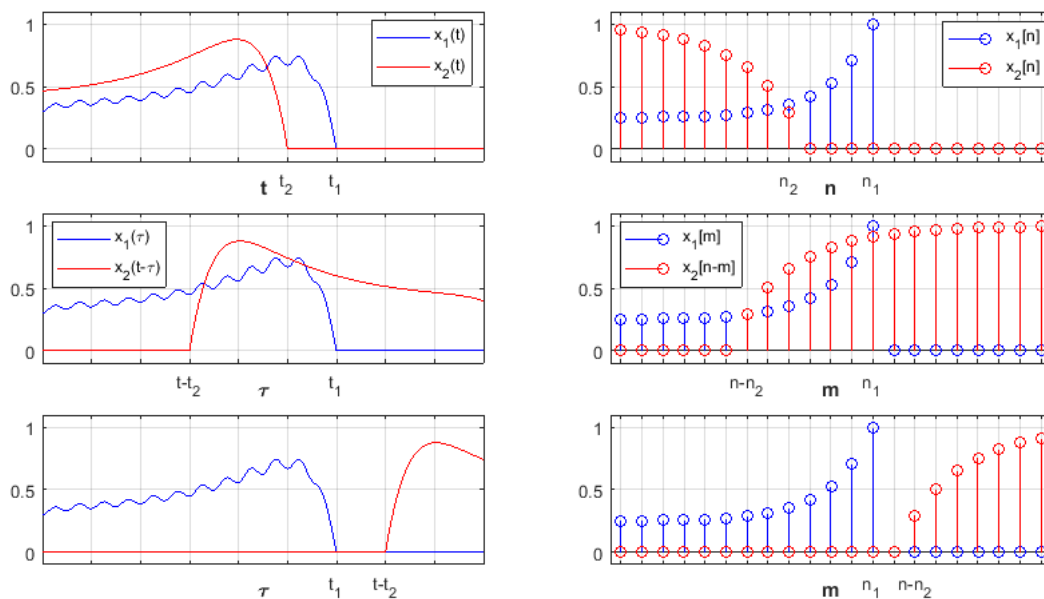 1
0.5
0
x₁(t)
x₂(t)
t t₂ t₁
1
0.5
0
x₁[n]
x₂[n]
n₂ n n₁
1
0.5
0
x₁(τ)
x₂(t-τ)
t-t₂ τ t₁
1
0.5
0
x₁[m]
x₂[n-m]
n-n₂ m n₁
1
0.5
0
τ t₁ t-t₂
1
0.5
0
m n₁ n-n₂